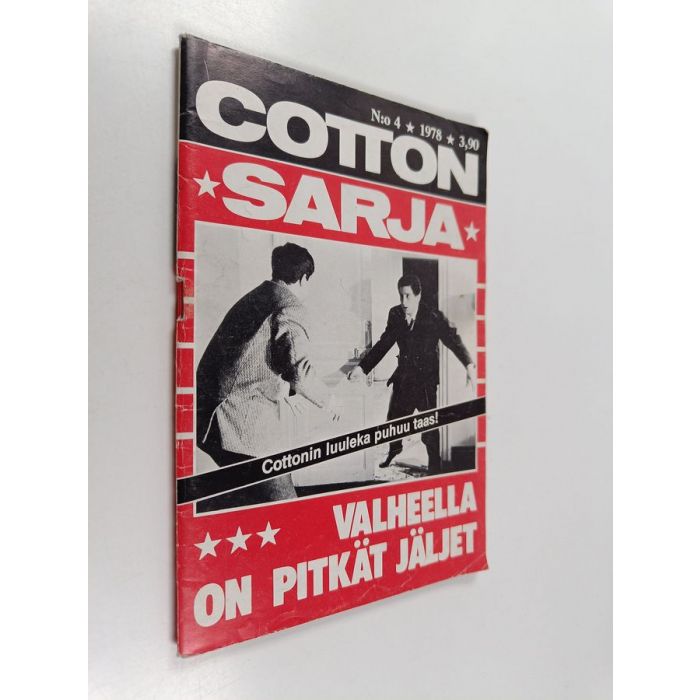 COTTON
N:o 4 ★ 1978 ★ 3,90
★ SARJA ★
Cottonin luuleka puhuu taas!
★★★ VALHEELLA
ON PITKÄT JÄLJET